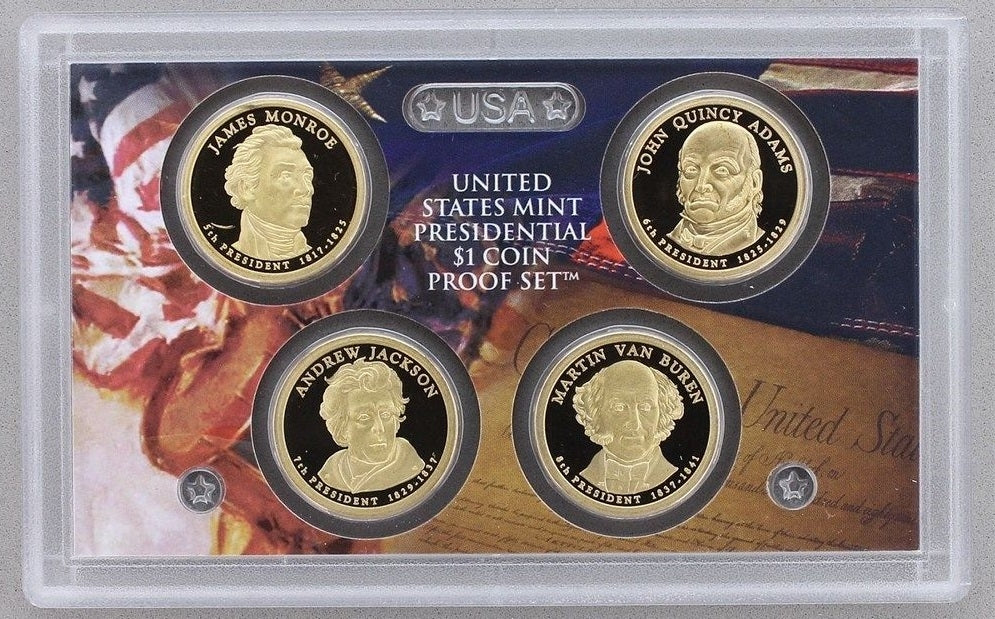 USA
JAMES MONROE
5th PRESIDENT 1817-1825
UNITED
STATES MINT
PRESIDENTIAL
$1 COIN
PROOF SET™
JOHN QUINCY ADAMS
6th PRESIDENT 1825-1829
ANDREW JACKSON
7th PRESIDENT 1829-1837
MARTIN VAN BUREN
8th PRESIDENT 1837-1841
United Sta